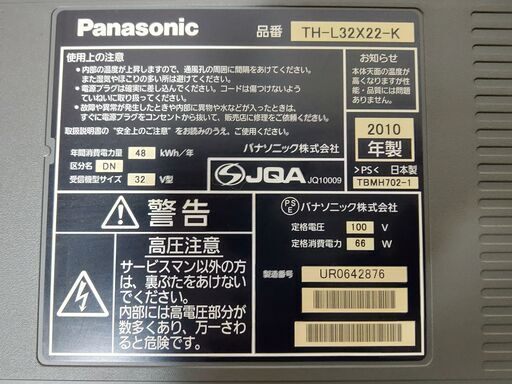 Panasonic
品番 TH-L32X22-K
使用上の注意
• 内部の温度が上昇しますので、通風孔の周囲に間隔をあけてください。
また湿気やほこりの多い所は避けてください。
• 電源プラグは確実に差し込んでください。コードは傷つけないよう
ていねいに取り扱ってください。
• 故障や異常が発生したときや内部に異物や水などが入ったときは、
すぐに電源プラグをコンセントから抜いて、販売店に修理をご依頼ください。
取扱説明書の"安全上のご注意"をお読みのうえ、ご使用ください。
お知らせ
本体天面の温度が
高くなりますが性
能・品質には問題
ありません。
年間消費電力量 48 kWh/年
区分名 DN
受信機型サイズ 32 V型
パナソニック株式会社
JQA JQ10009
2010
年製
>PS< 日本製
TBMH702-1
警告
高圧注意
サービスマン以外の方
は、裏ぶたをあけない
でください。
内部には高電圧部分が
数多くあり、万一さわる
と危険です。
PSE パナソニック株式会社
定格電圧 100 V
定格消費電力 66 W
製造番号 UR0642876